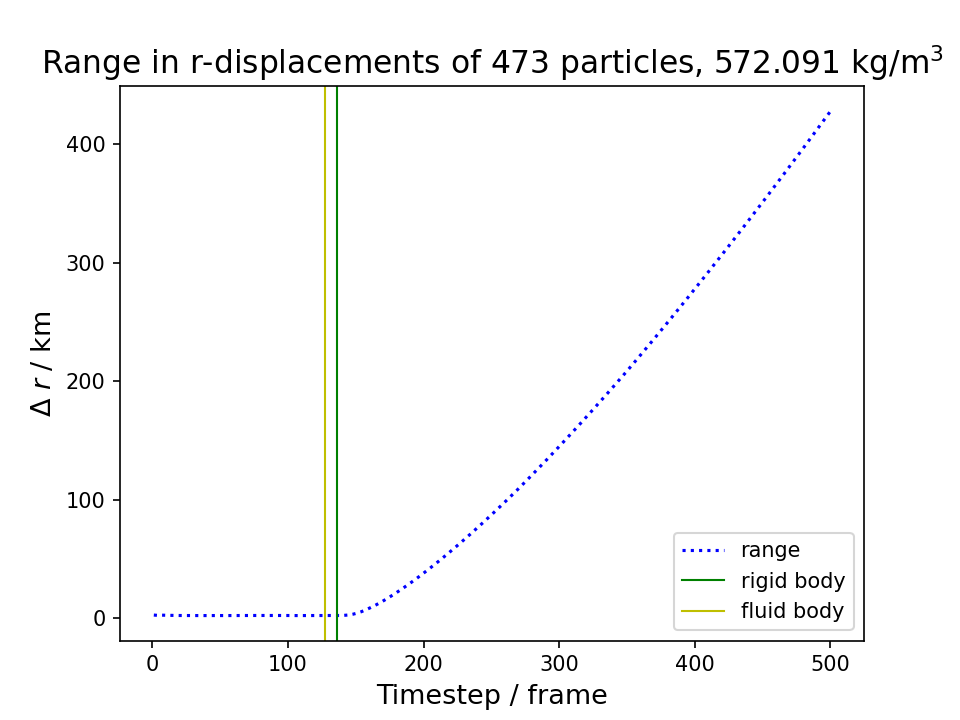 Range in r-displacements of 473 particles, 572.091 kg/m³
400
300
200
100
0
Δ r / km
0 100 200 300 400 500
Timestep / frame
range
rigid body
fluid body